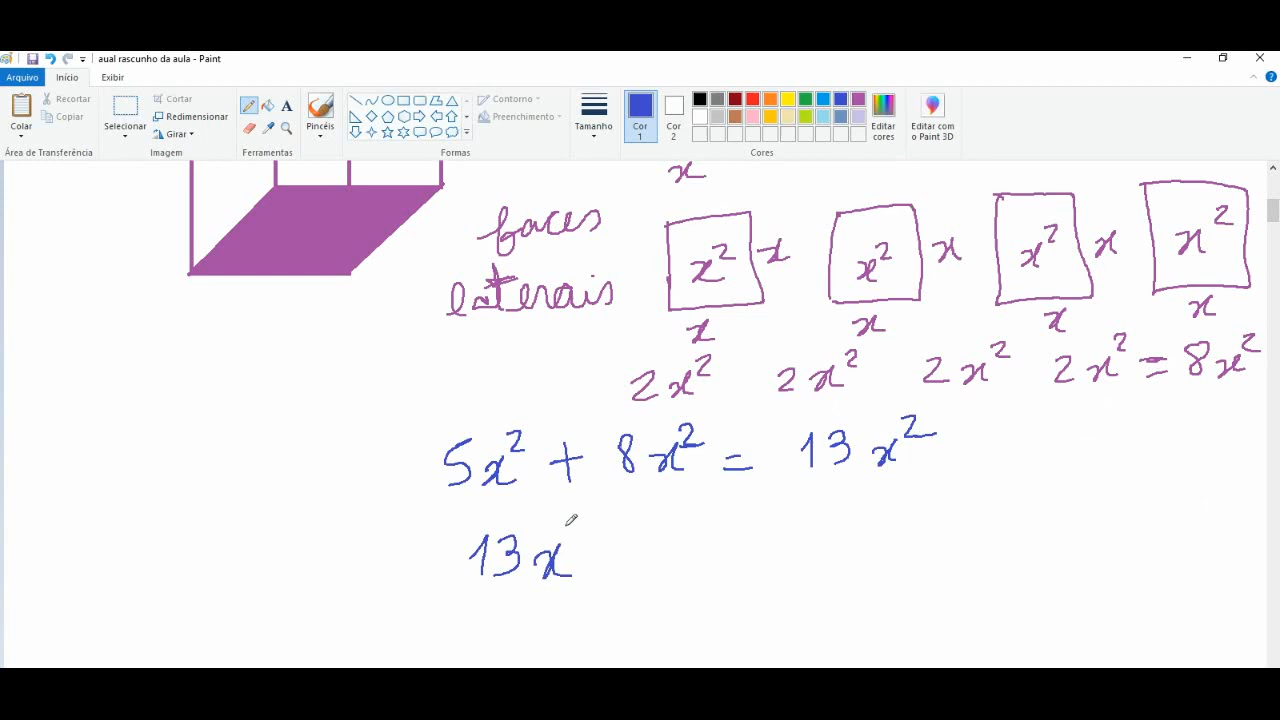 aual rascunho da aula - Paint
Arquivo Início Exibir
Colar
Recortar
Copiar
Área de Transferência
Selecionar
Cortar
Redimensionar
Girar
Imagem
A
Ferramentas
Pincéis
Contorno
Preenchimento
Formas
Tamanho
Cor 1
Cor 2
Editar cores
Cores
Editar com o Paint 3D
x
faces
laterais
x² x x² x x² x x²
x x x x
2x² 2x² 2x² 2x² = 8x²
5x² + 8x² = 13x²
13x